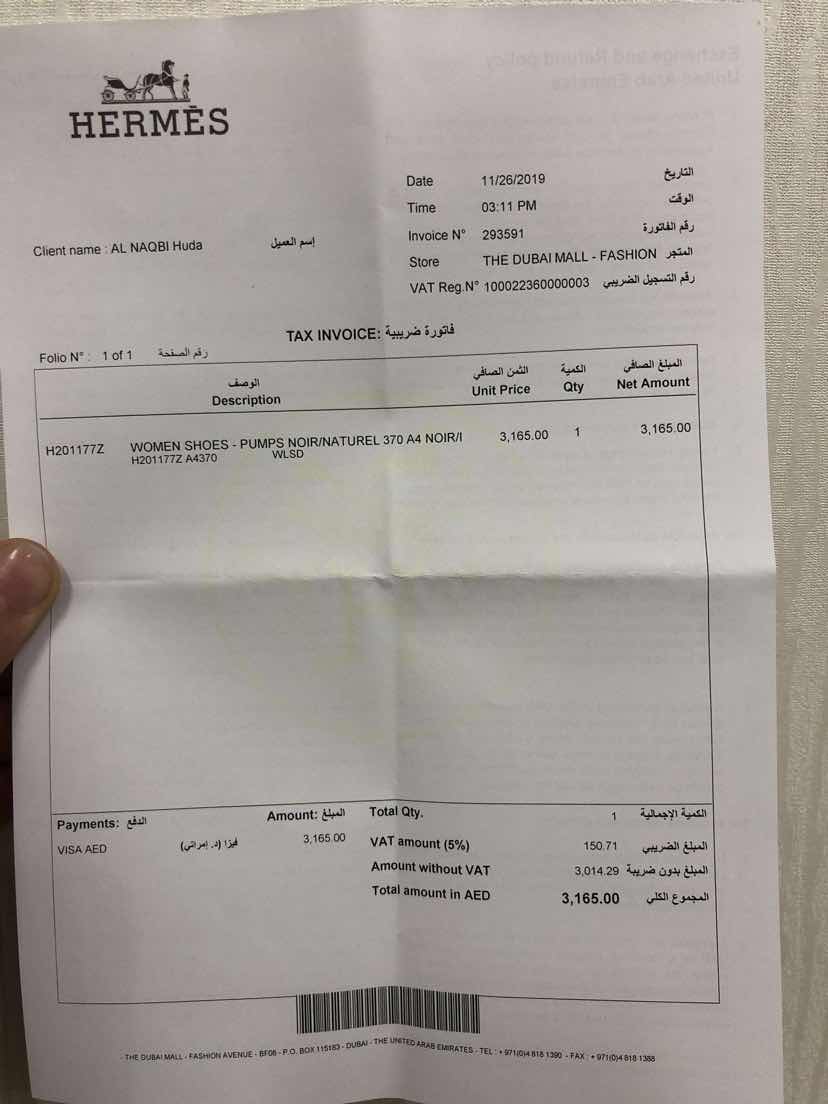 HERMÈS
Date 11/26/2019 التاريخ
Time 03:11 PM الوقت
Invoice N° 293591 رقم الفاتورة
Client name : AL NAQBI Huda إسم العميل
Store THE DUBAI MALL - FASHION المتجر
VAT Reg.N° 100022360000003 رقم التسجيل الضريبي
TAX INVOICE: فاتورة ضريبية
Folio N° : 1 of 1 رقم الصفحة
الوصف الثمن الصافي الكمية المبلغ الصافي
Description Unit Price Qty Net Amount
H201177Z WOMEN SHOES - PUMPS NOIR/NATUREL 370 A4 NOIR/I 3,165.00 1 3,165.00
H201177Z A4370 WLSD
Payments: الدفع Amount: المبلغ Total Qty. 1 الكمية الإجمالية
VISA AED فيزا (د. إمراتي) 3,165.00 VAT amount (5%) 150.71 المبلغ الضريبي
Amount without VAT 3,014.29 المبلغ بدون ضريبة
Total amount in AED 3,165.00 المجموع الكلي
- THE DUBAI MALL - FASHION AVENUE - BF08 - P.O. BOX 115183 - DUBAI - THE UNITED ARAB EMIRATES - TEL : + 971(0)4 818 1390 - FAX : + 971(0)4 818 1388